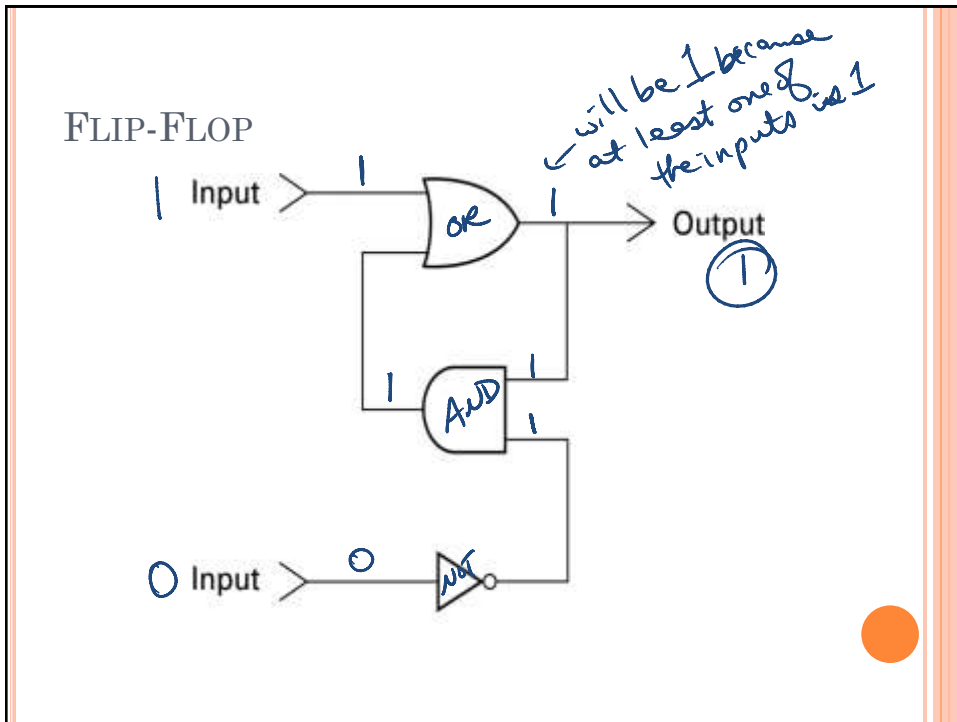 FLIP-FLOP
will be 1 because
at least one of
the inputs is 1
1 Input 1
OR
1
Output
1
1
AND
1
1
0 Input 0
NOT